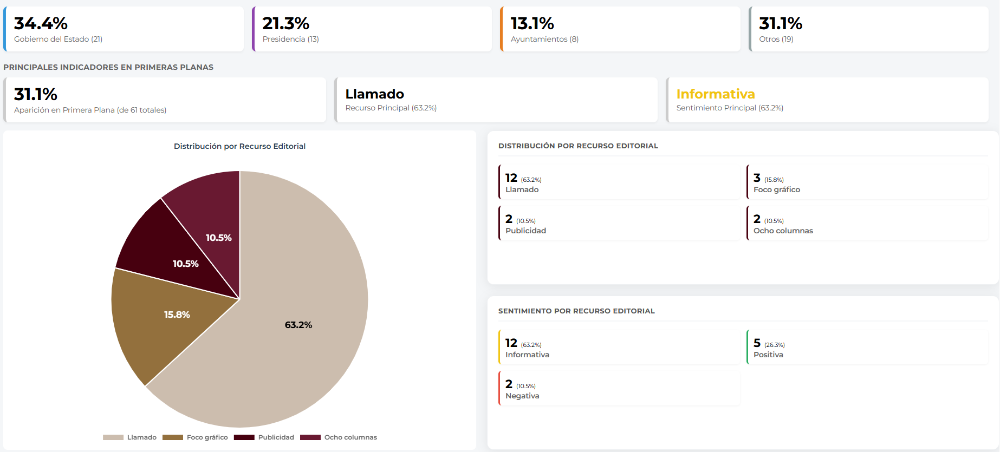 34.4%
Gobierno del Estado (21)
21.3%
Presidencia (13)
13.1%
Ayuntamientos (8)
31.1%
Otros (19)
PRINCIPALES INDICADORES EN PRIMERAS PLANAS
31.1%
Aparición en Primera Plana (de 61 totales)
Llamado
Recurso Principal (63.2%)
Informativa
Sentimiento Principal (63.2%)
Distribución por Recurso Editorial
10.5%
10.5%
15.8%
63.2%
Llamado
Foco gráfico
Publicidad
Ocho columnas
DISTRIBUCIÓN POR RECURSO EDITORIAL
12 (63.2%)
Llamado
3 (15.8%)
Foco gráfico
2 (10.5%)
Publicidad
2 (10.5%)
Ocho columnas
SENTIMIENTO POR RECURSO EDITORIAL
12 (63.2%)
Informativa
5 (26.3%)
Positiva
2 (10.5%)
Negativa